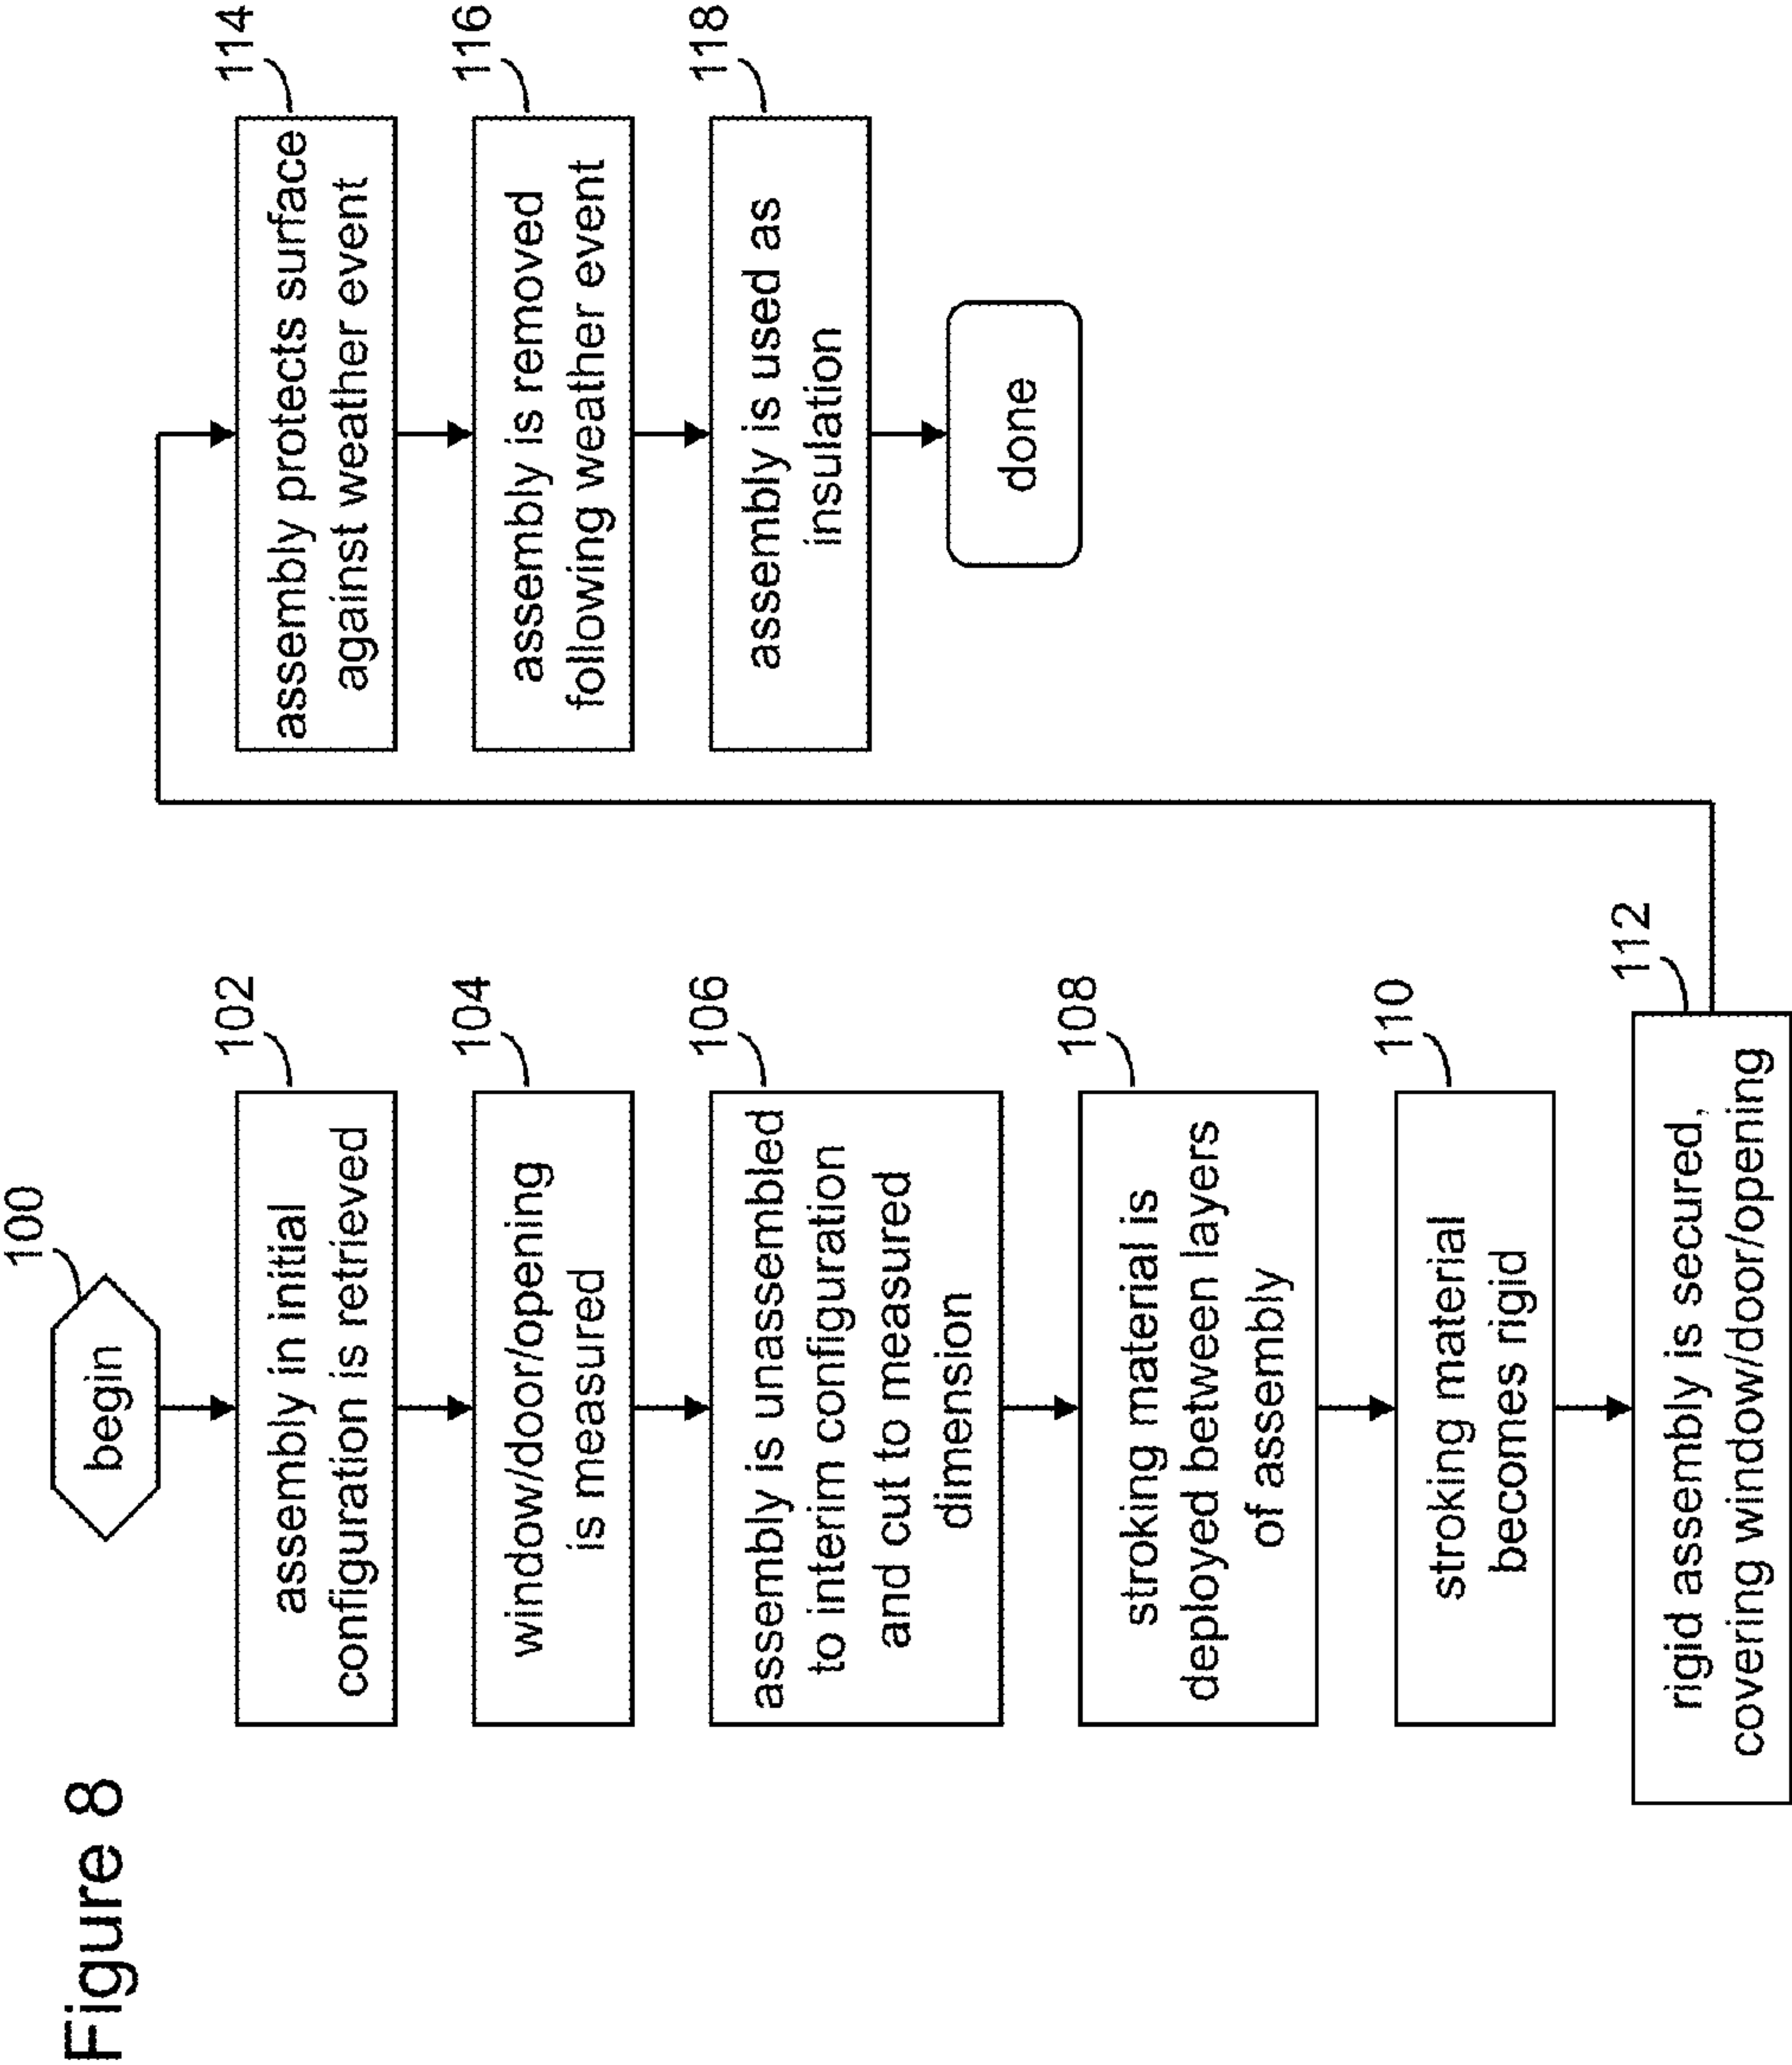 Figure 8
100
begin
102
assembly in initial
configuration is retrieved
104
window/door/opening
is measured
106
assembly is unassembled
to interim configuration
and cut to measured
dimension
108
stroking material is
deployed between layers
of assembly
110
stroking material
becomes rigid
112
rigid assembly is secured,
covering window/door/opening
114
assembly protects surface
against weather event
116
assembly is removed
following weather event
118
assembly is used as
insulation
done